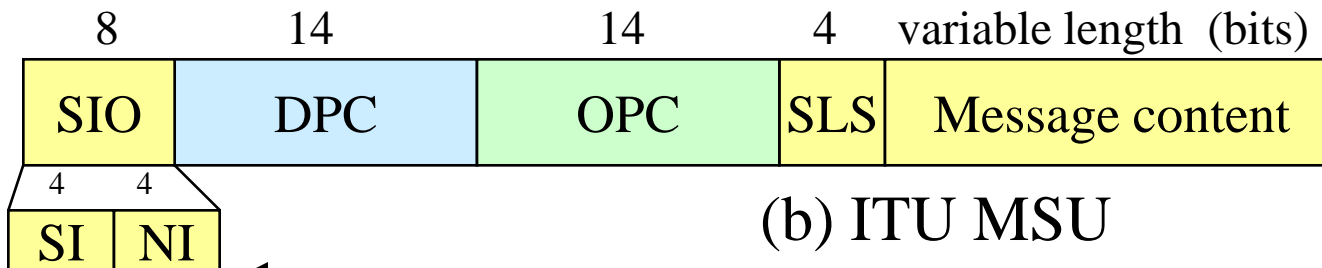 8 14 14 4 variable length (bits)
SIO DPC OPC SLS Message content
4 4
(b) ITU MSU
SI NI